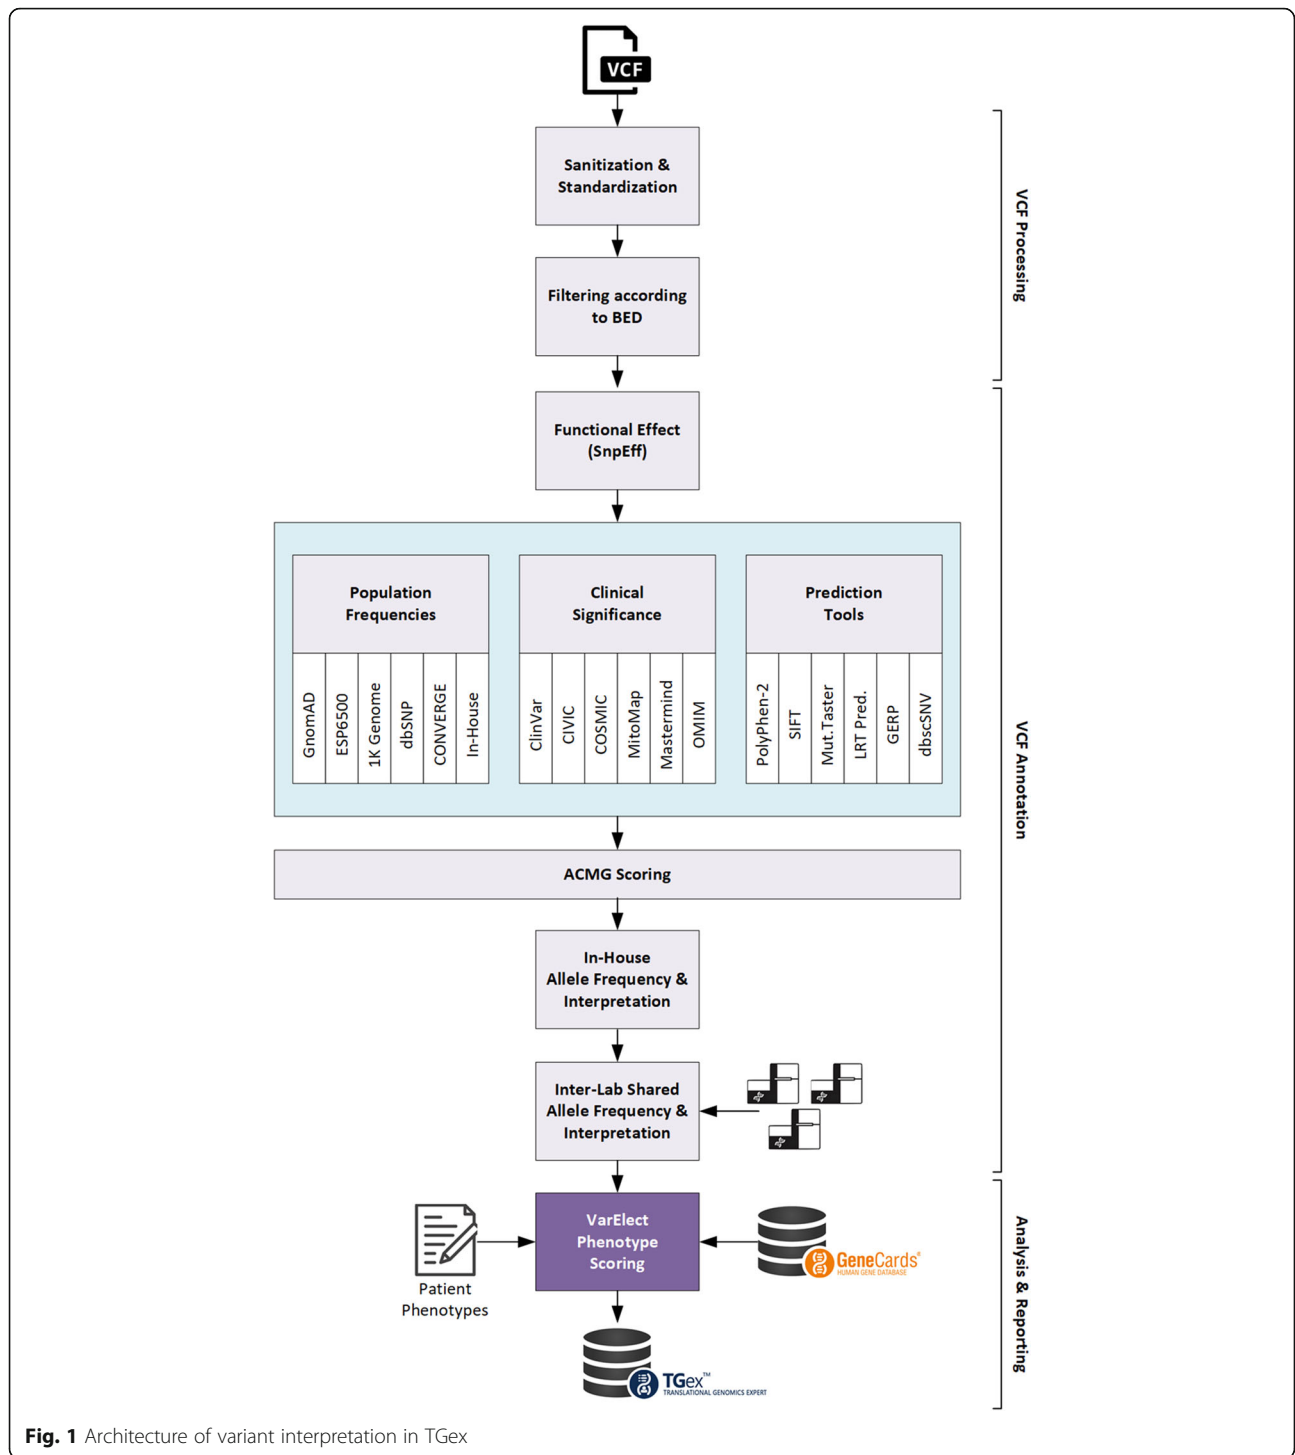 VCF
Sanitization &
Standardization
Filtering according
to BED
VCF Processing
Functional Effect
(SnpEff)
Population
Frequencies
GnomAD
ESP6500
1K Genome
dbSNP
CONVERGE
In-House
Clinical
Significance
ClinVar
CIVIC
COSMIC
MitoMap
Mastermind
OMIM
Prediction
Tools
PolyPhen-2
SIFT
Mut.Taster
LRT Pred.
GERP
dbscSNV
VCF Annotation
ACMG Scoring
In-House
Allele Frequency &
Interpretation
Inter-Lab Shared
Allele Frequency &
Interpretation
Patient
Phenotypes
VarElect
Phenotype
Scoring
GeneCards®
HUMAN GENE DATABASE
Analysis & Reporting
TGex™
TRANSLATIONAL GENOMICS EXPERT
Fig. 1 Architecture of variant interpretation in TGex